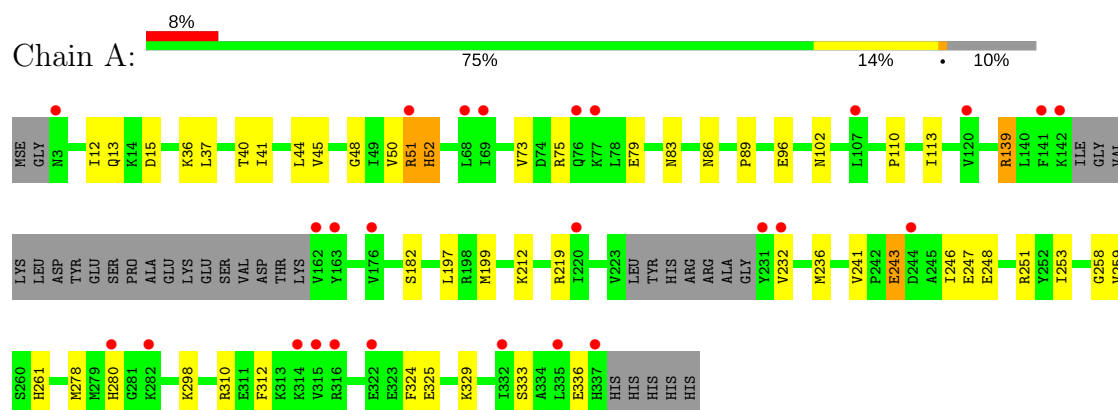 8%
Chain A:
75% 14% • 10%
MSE GLY N3 I12 Q13 K14 D15 K36 L37 T40 I41 L44 V45 G48 I49 V50 R51 H52 L68 I69 V73 D74 R75 Q76 K77 L78 E79 N83 N86 P89 E96 N102 L107 P110 I113 V120 R139 L140 F141 K142 ILE GLY VAL
LYS LEU ASP TYR GLU SER PRO ALA GLU LYS GLU SER VAL ASP THR LYS V162 Y163 V176 S182 L197 R198 M199 K212 R219 I220 V223 LEU TYR HIS ARG ARG ALA GLY Y231 V232 M236 V241 P242 E243 D244 A245 I246 E247 E248 R251 Y252 I253 G258 V259
S260 H261 M278 M279 H280 G281 K282 K298 R310 E311 F312 K313 K314 V315 R316 E322 E323 F324 E325 K329 I332 S333 A334 L335 E336 H337 HIS HIS HIS HIS HIS